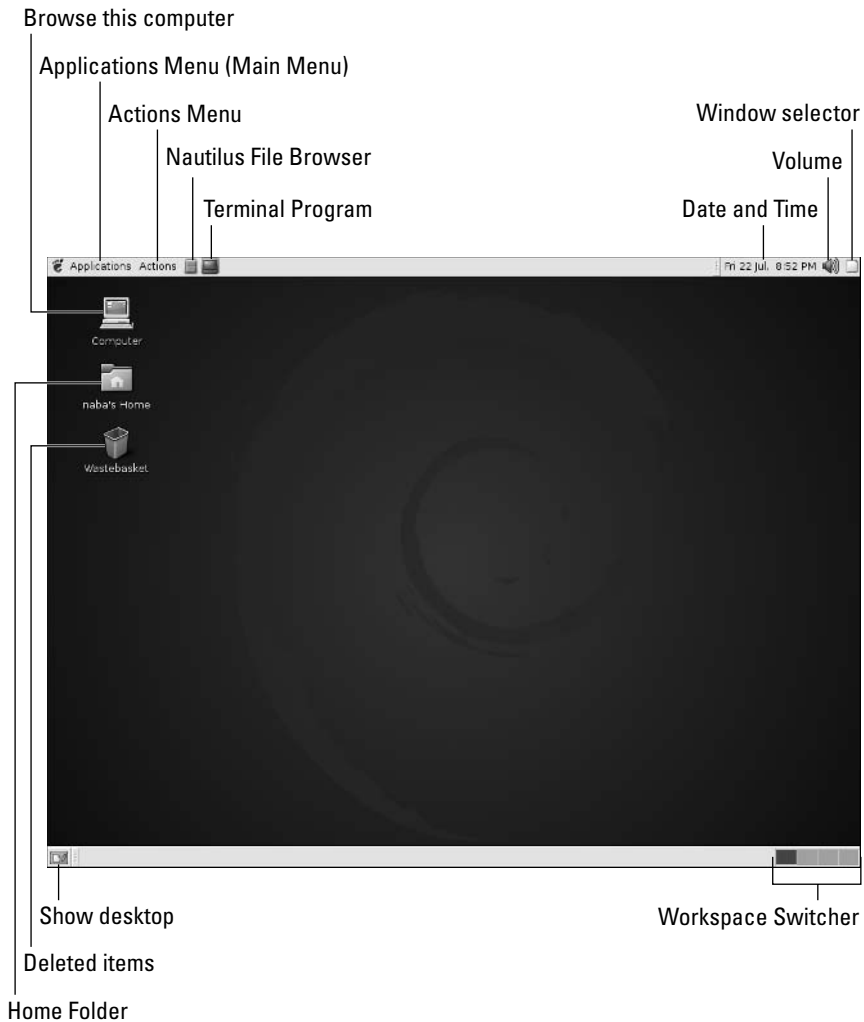 Browse this computer
Applications Menu (Main Menu)
Actions Menu
Window selector
Nautilus File Browser
Volume
Terminal Program
Date and Time
Applications Actions
Fri 22 Jul, 8:52 PM
Computer
naba's Home
Wastebasket
Show desktop
Workspace Switcher
Deleted items
Home Folder